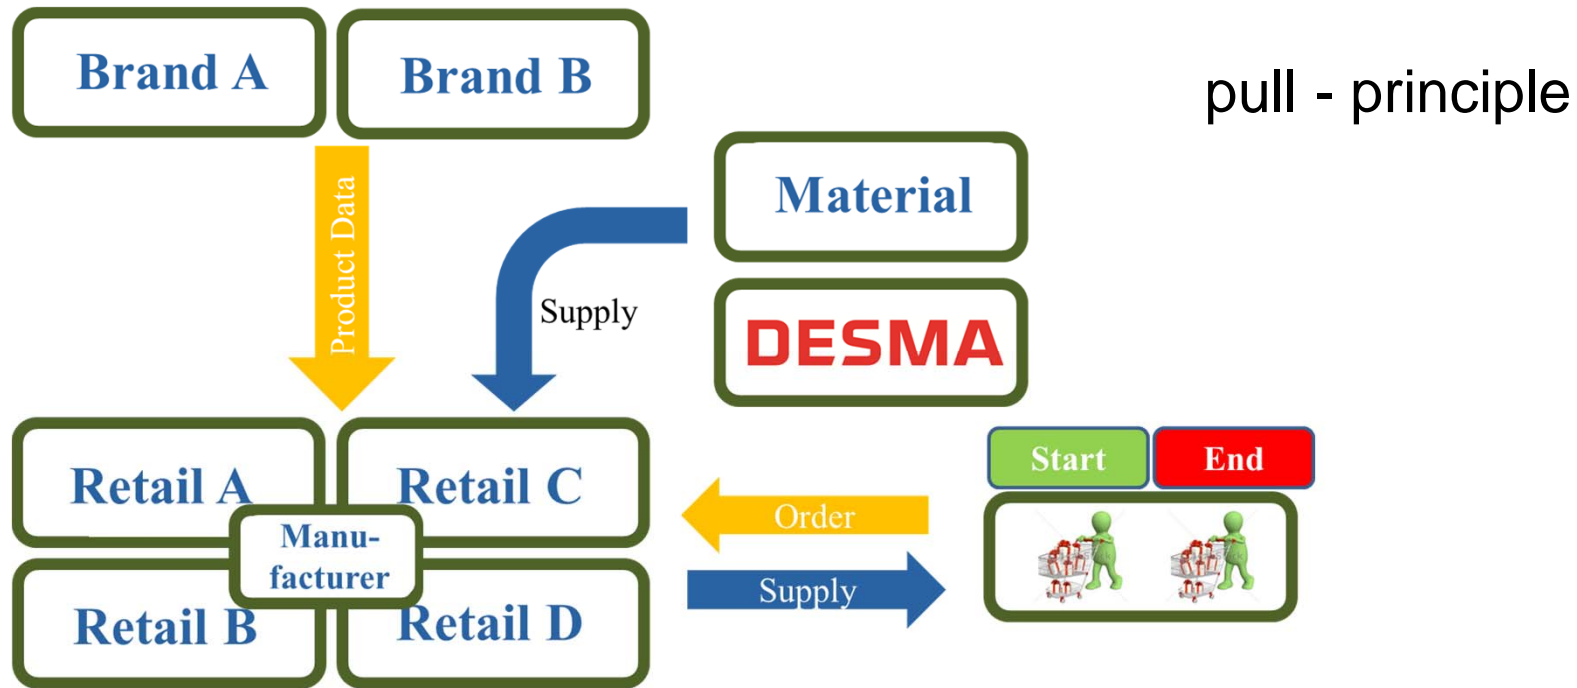 Brand A
Brand B
pull - principle
Material
Product Data
Supply
DESMA
Start
End
Retail A
Retail C
Order
Manu-
facturer
Supply
Retail B
Retail D